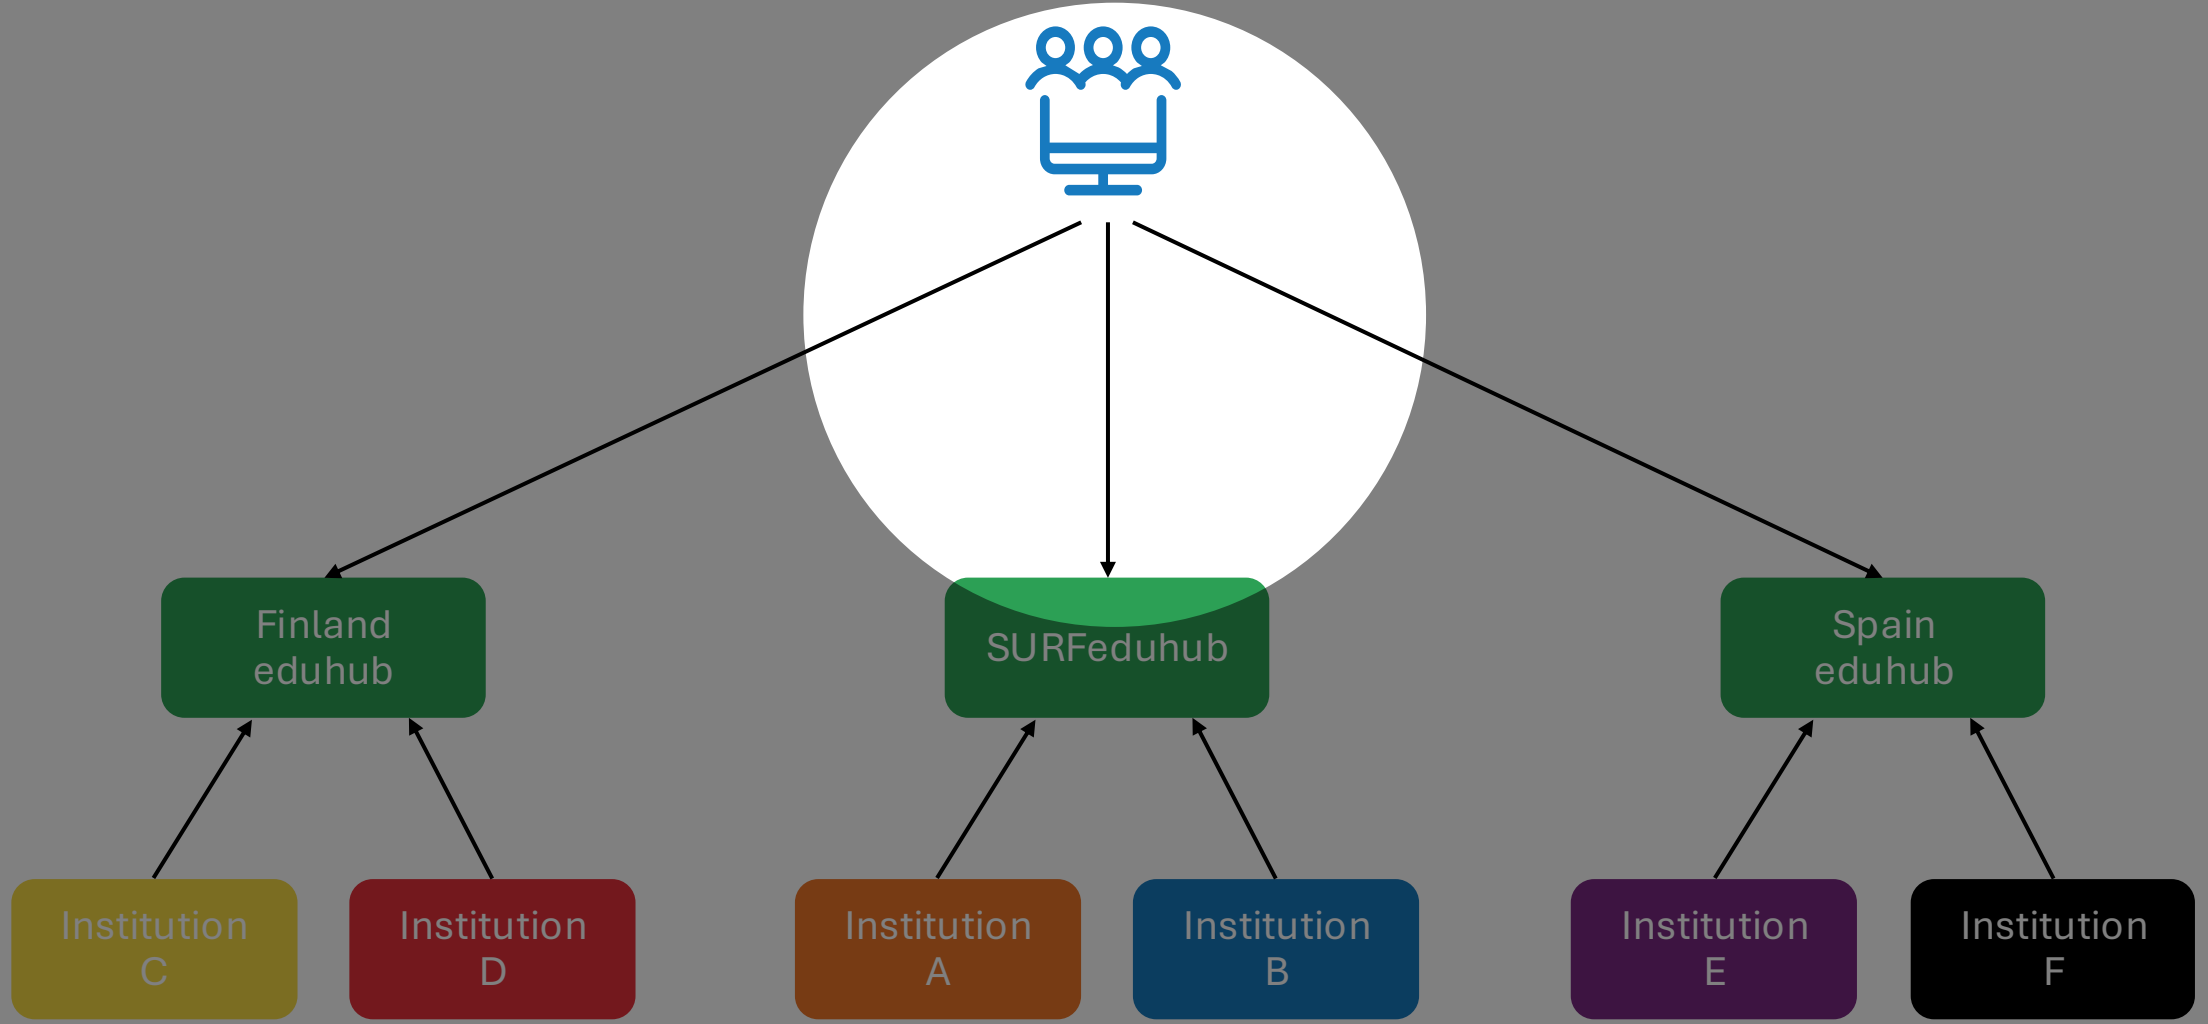 Finland
eduhub
SURFeduhub
Spain
eduhub
Institution
C
Institution
D
Institution
A
Institution
B
Institution
E
Institution
F